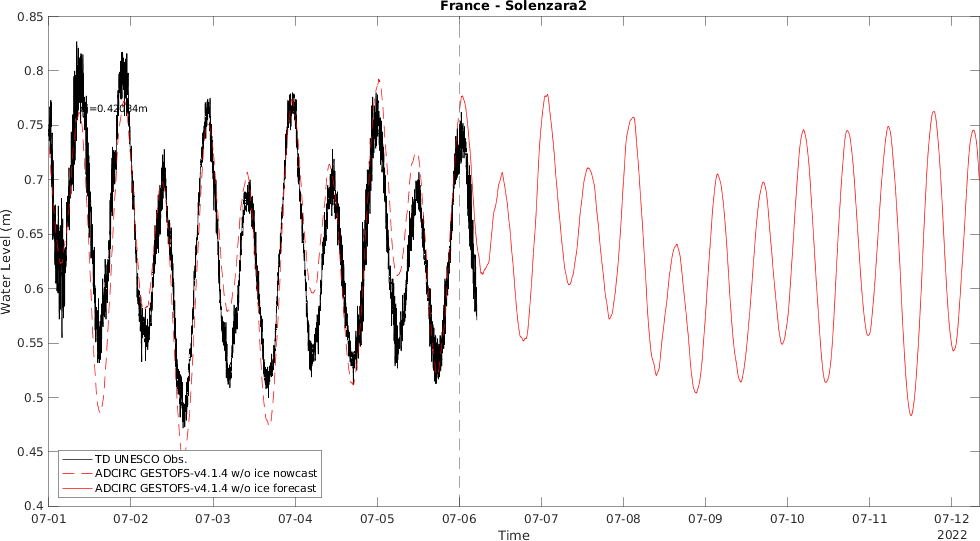 France - Solenzara2
0.85
0.8
0.75
0.7
0.65
0.6
0.55
0.5
0.45
0.4
Water Level (m)
=0.42034m
TD UNESCO Obs.
ADCIRC GESTOFS-v4.1.4 w/o ice nowcast
ADCIRC GESTOFS-v4.1.4 w/o ice forecast
07-01 07-02 07-03 07-04 07-05 07-06 07-07 07-08 07-09 07-10 07-11 07-12
Time
2022